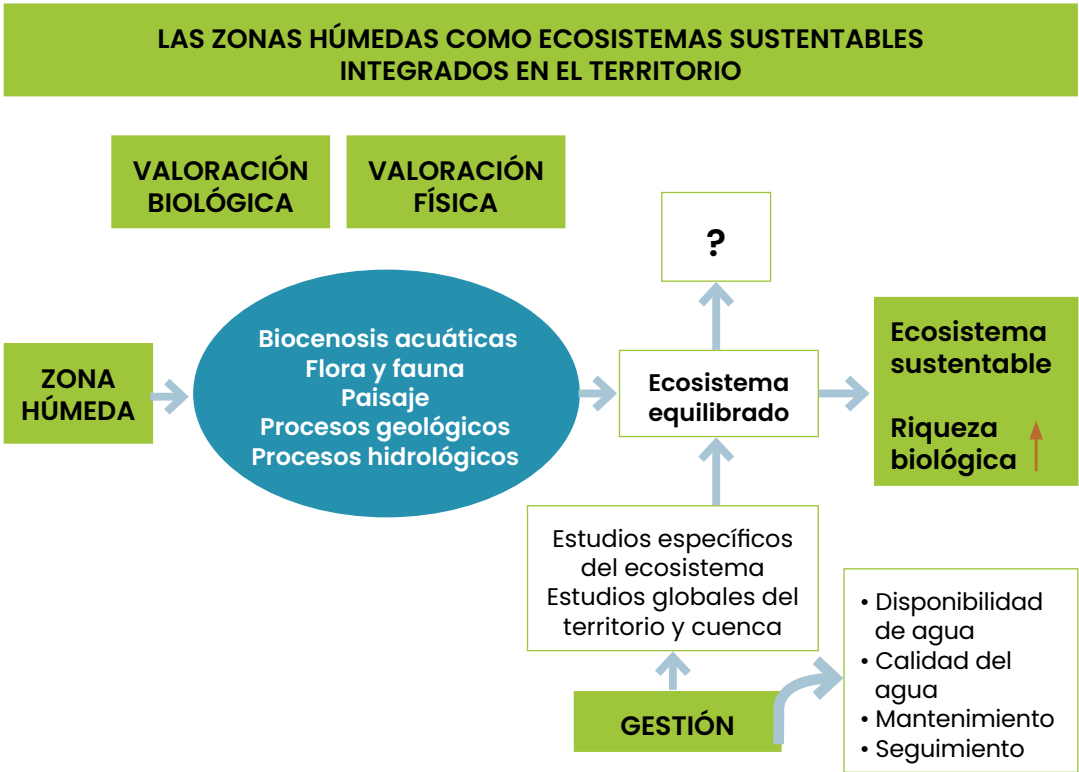 LAS ZONAS HÚMEDAS COMO ECOSISTEMAS SUSTENTABLES
INTEGRADOS EN EL TERRITORIO
VALORACIÓN
BIOLÓGICA
VALORACIÓN
FÍSICA
?
ZONA
HÚMEDA
Biocenosis acuáticas
Flora y fauna
Paisaje
Procesos geológicos
Procesos hidrológicos
Ecosistema
equilibrado
Ecosistema
sustentable
Riqueza
biológica
Estudios específicos
del ecosistema
Estudios globales del
territorio y cuenca
GESTIÓN
• Disponibilidad
de agua
• Calidad del
agua
• Mantenimiento
• Seguimiento